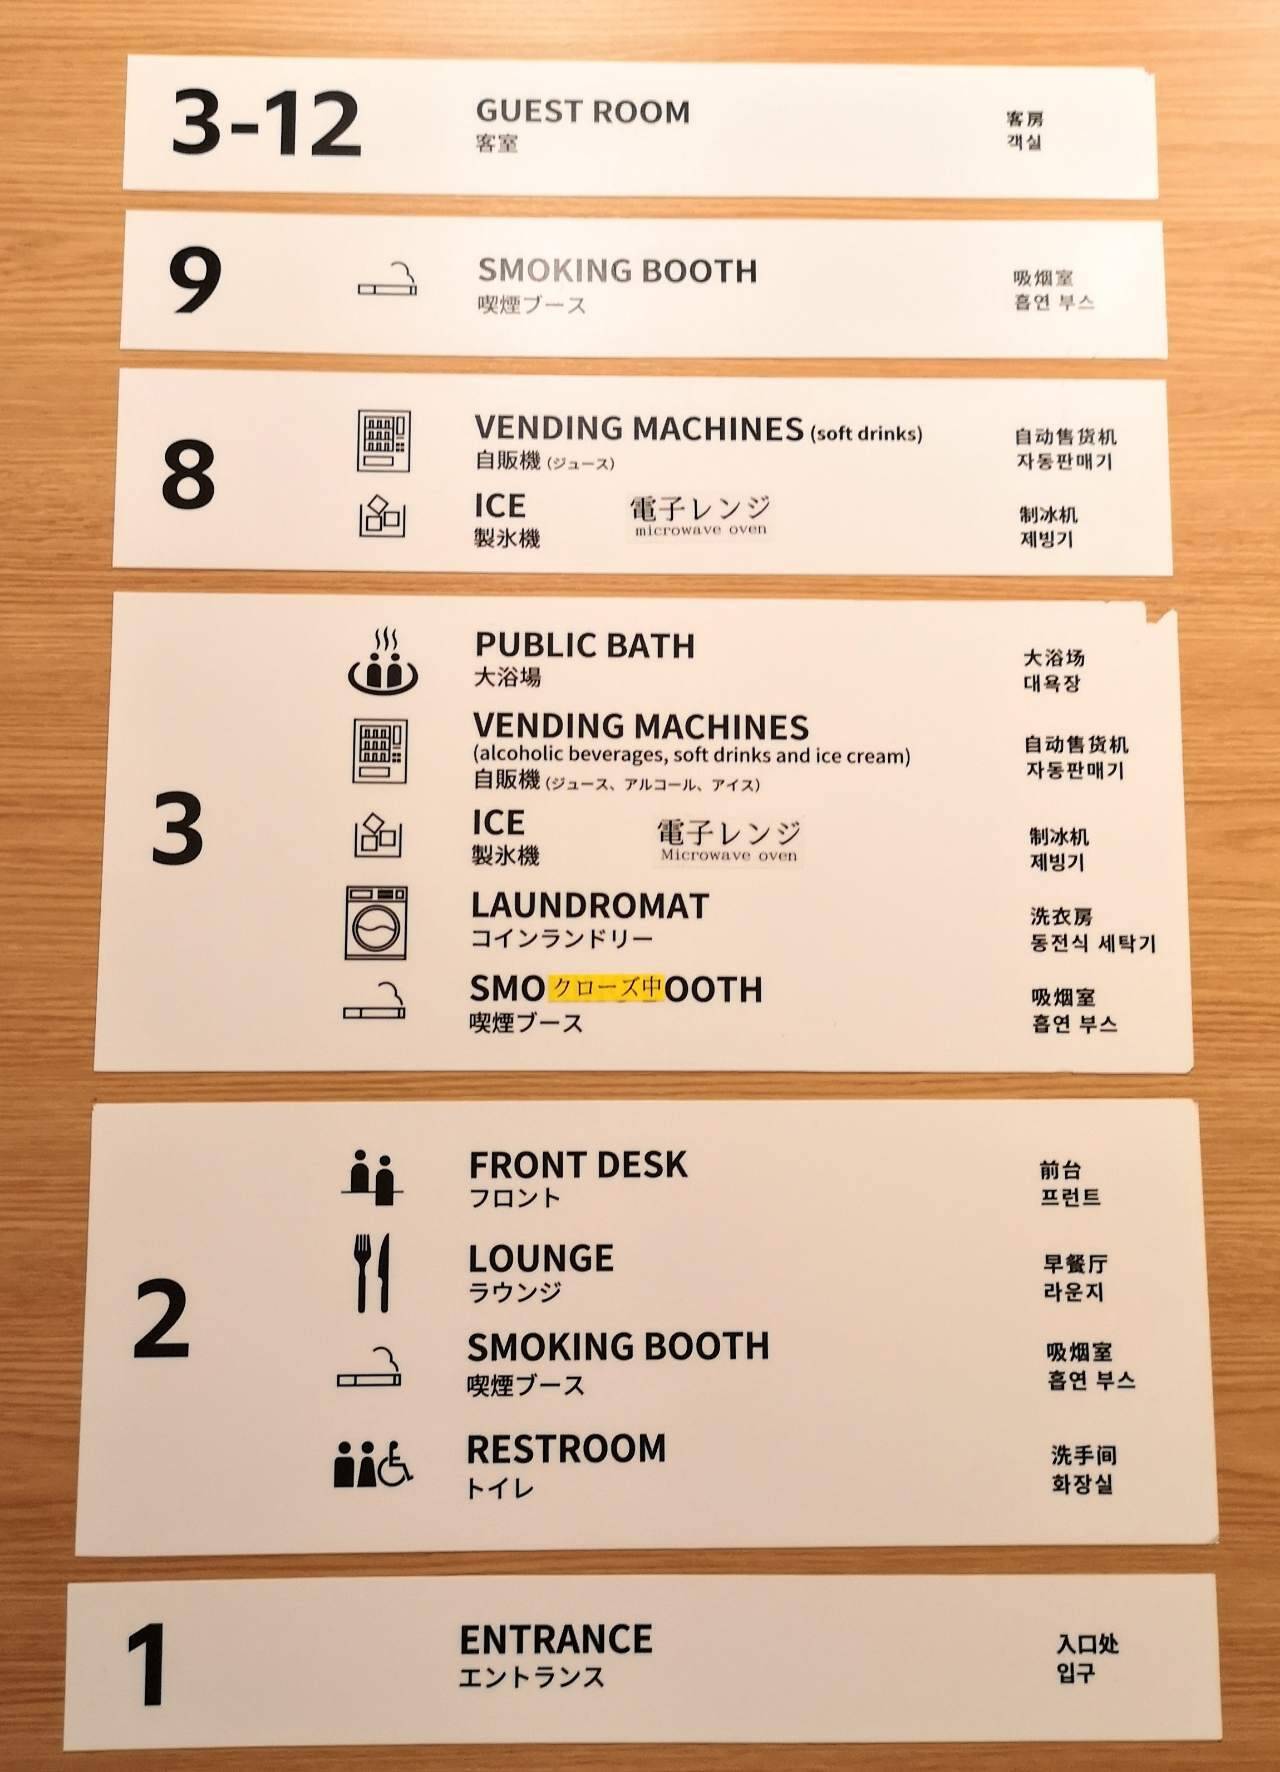 3-12
GUEST ROOM
客室
客房
객실
9
SMOKING BOOTH
喫煙ブース
吸烟室
흡연 부스
8
VENDING MACHINES (soft drinks)
自販機 (ジュース)
自动售货机
자동판매기
ICE
製氷機
電子レンジ
microwave oven
制冰机
제빙기
3
PUBLIC BATH
大浴場
大浴场
대욕장
VENDING MACHINES
(alcoholic beverages, soft drinks and ice cream)
自販機 (ジュース、アルコール、アイス)
自动售货机
자동판매기
ICE
製氷機
電子レンジ
Microwave oven
制冰机
제빙기
LAUNDROMAT
コインランドリー
洗衣房
동전식 세탁기
SMO クローズ中 OOTH
喫煙ブース
吸烟室
흡연 부스
2
FRONT DESK
フロント
前台
프런트
LOUNGE
ラウンジ
早餐厅
라운지
SMOKING BOOTH
喫煙ブース
吸烟室
흡연 부스
RESTROOM
トイレ
洗手间
화장실
1
ENTRANCE
エントランス
入口处
입구